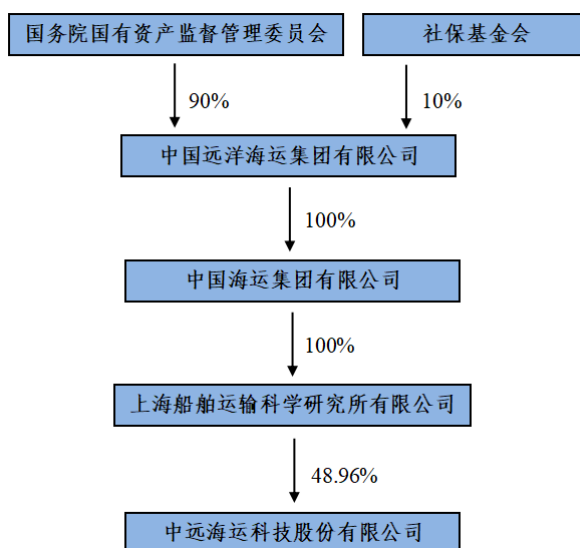 国务院国有资产监督管理委员会
社保基金会
90%
10%
中国远洋海运集团有限公司
100%
中国海运集团有限公司
100%
上海船舶运输科学研究所有限公司
48.96%
中远海运科技股份有限公司